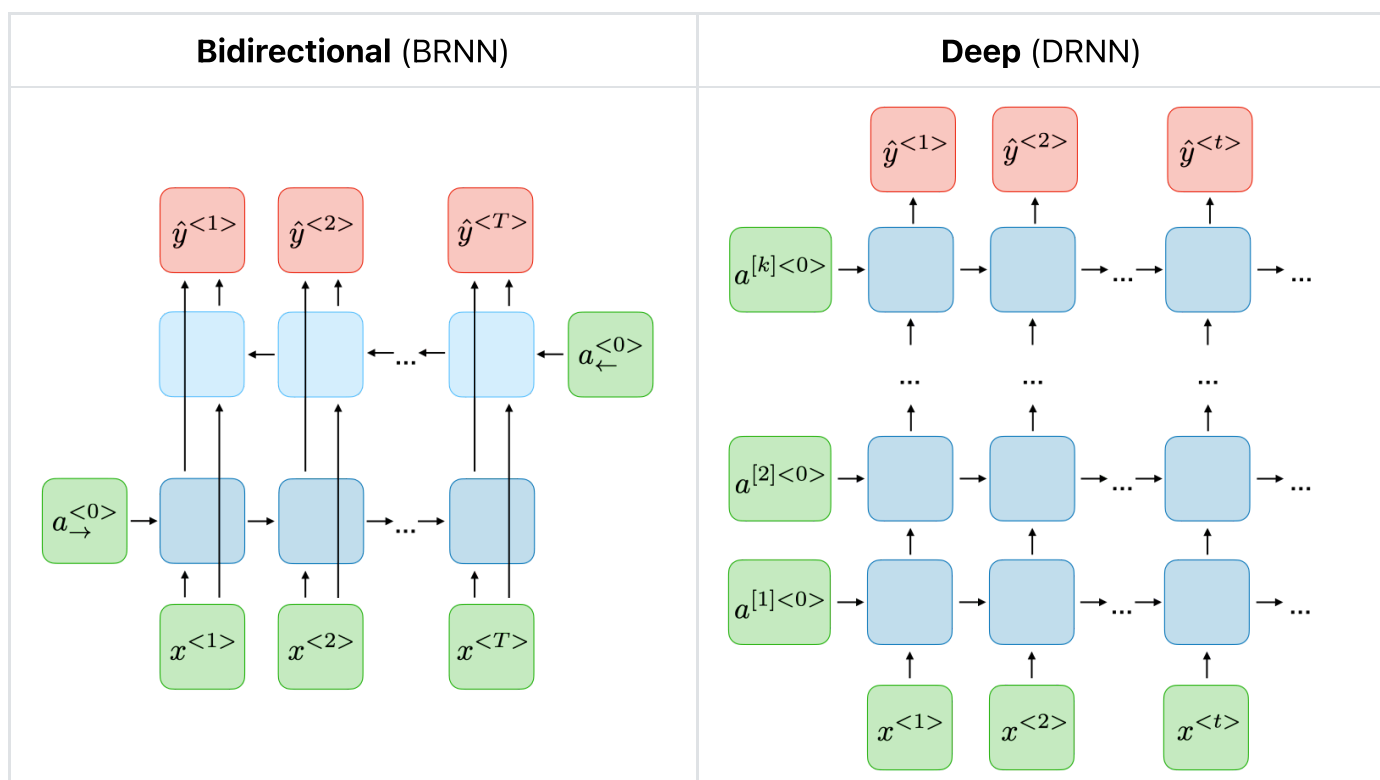 Bidirectional (BRNN)
ŷ<1> ŷ<2> ŷ<T>
... a←<0>
a→<0> ...
x<1> x<2> x<T>
Deep (DRNN)
ŷ<1> ŷ<2> ŷ<t>
a[k]<0> ... ...
... ... ...
a[2]<0> ... ...
a[1]<0> ... ...
x<1> x<2> x<t>